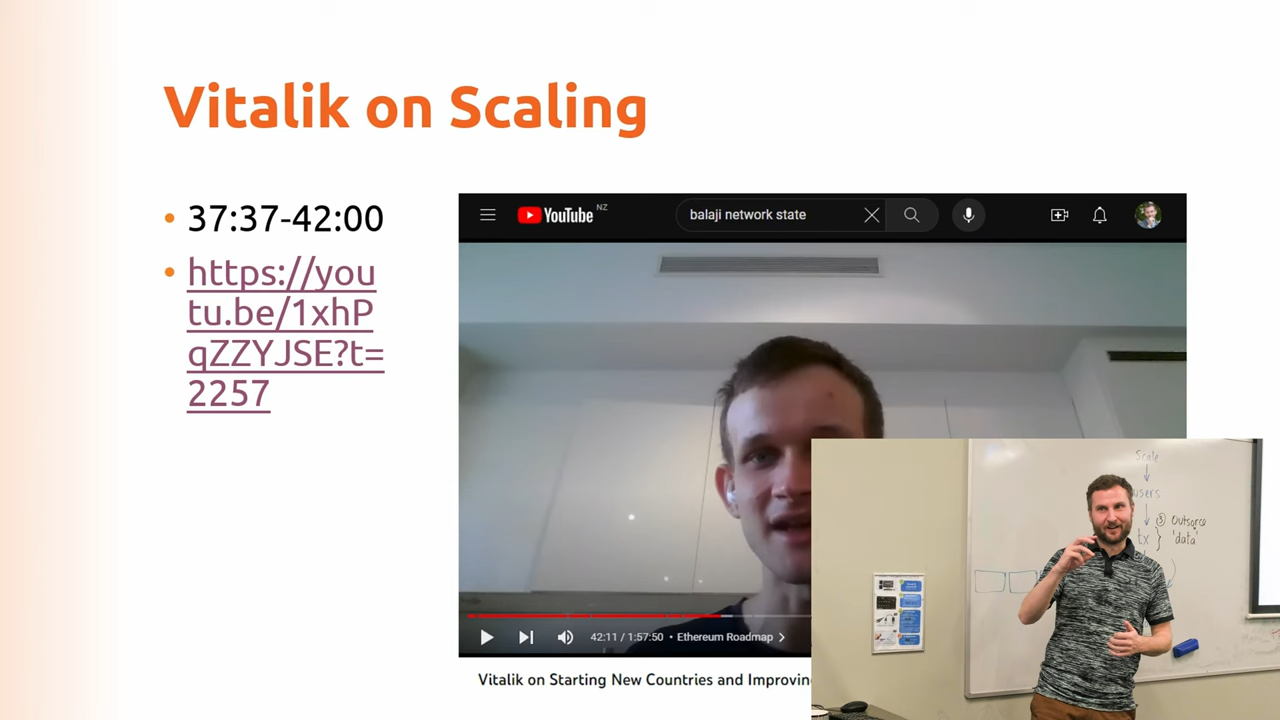 Vitalik on Scaling
• 37:37-42:00
• https://you
tu.be/1xhP
qZZYJSE?t=
2257
YouTube NZ
balaji network state
42:11 / 1:57:50 • Ethereum Roadmap
Vitalik on Starting New Countries and Improvin
Scale
users
③ Outsorce
tx } 'data'